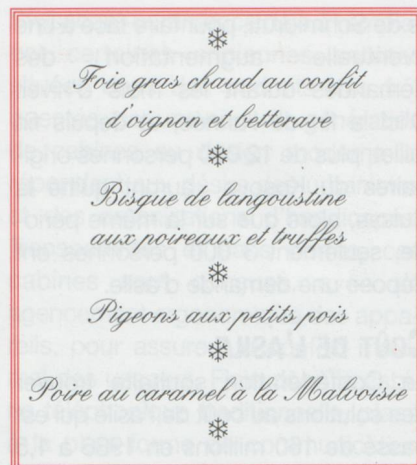 Foie gras chaud au confit
d'oignon et betterave
Bisque de langoustine
aux poireaux et truffes
Pigeons aux petits pois
Poire au caramel à la Malvoisie